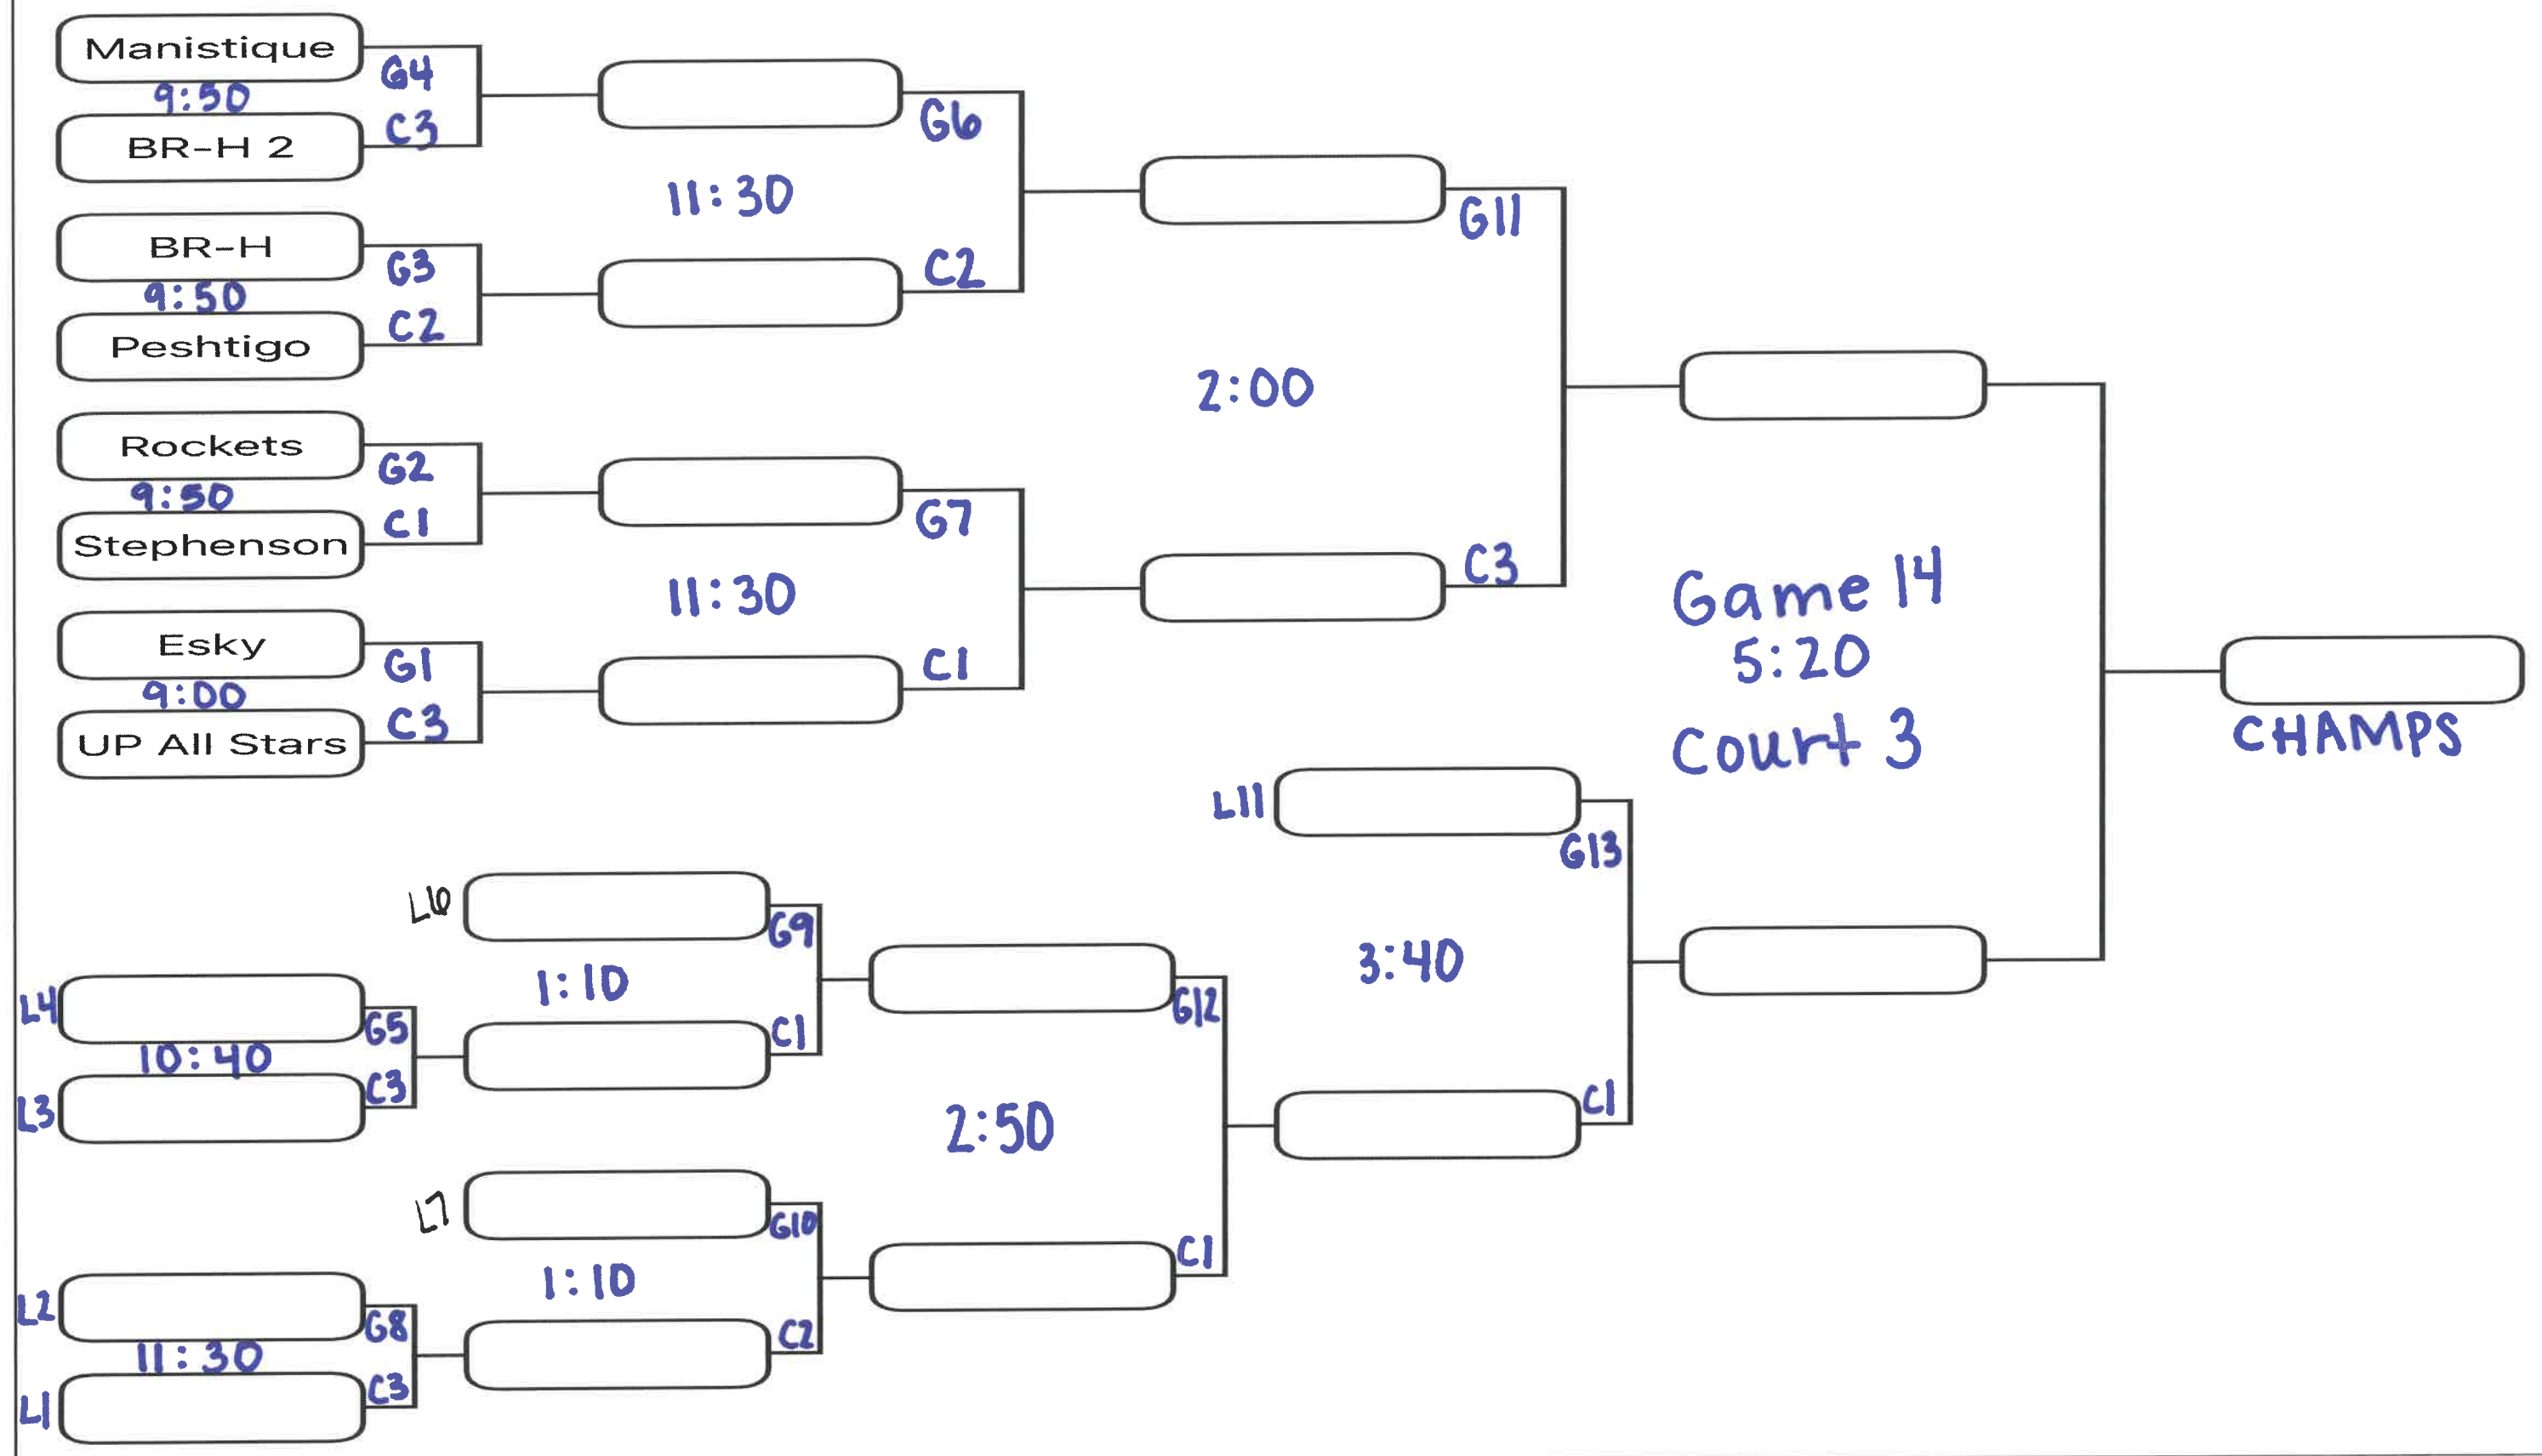 Manistique
G4
9:50
C3
BR-H 2
G6
11:30
BR-H
G3
9:50
C2
C2
Peshtigo
G11
2:00
Rockets
G2
9:50
C1
Stephenson
G7
11:30
C3
Esky
G1
9:00
C3
C1
UP All Stars
Game 14
5:20
Court 3
CHAMPS
L11
G13
L6
G9
1:10
C1
3:40
L4
G5
10:40
C3
L3
G12
2:50
C1
L7
G10
1:10
C2
C1
L2
G8
11:30
C3
L1